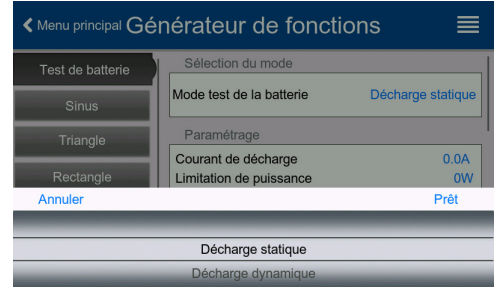 Menu principal Générateur de fonctions
Test de batterie
Sélection du mode
Mode test de la batterie Décharge statique
Sinus
Triangle
Paramétrage
Courant de décharge 0.0A
Rectangle
Limitation de puissance 0W
Annuler Prêt
Décharge statique
Décharge dynamique